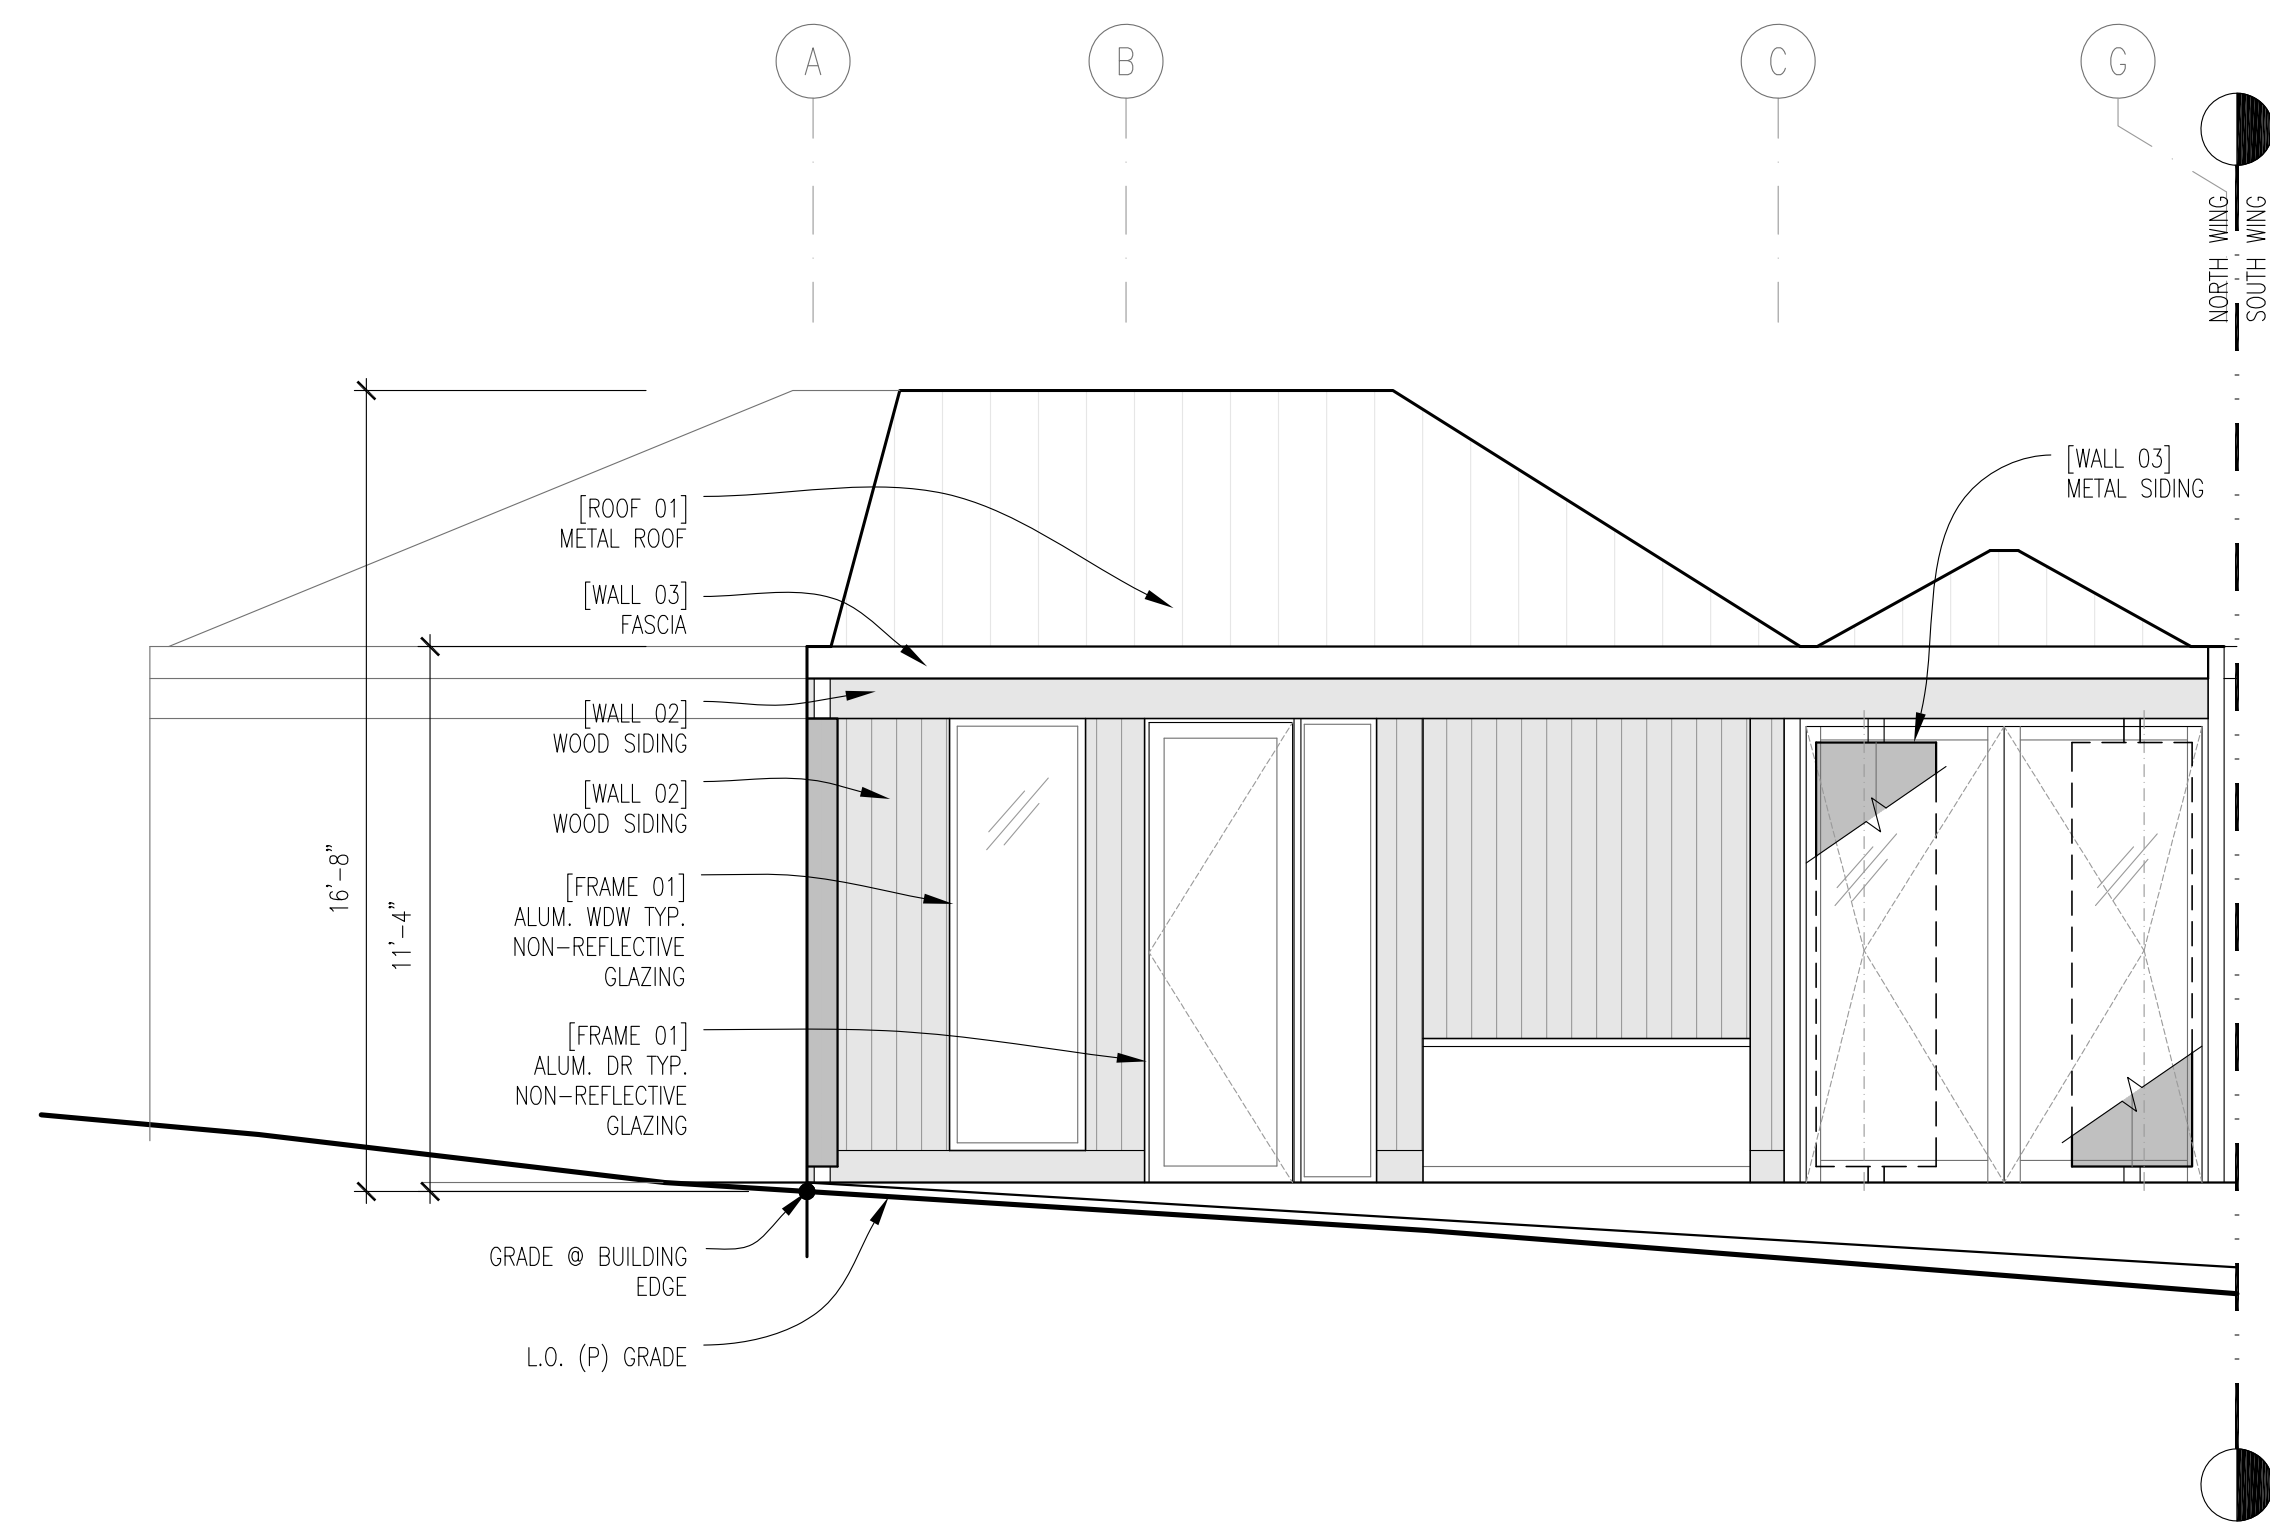 A
B
C
G
NORTH WING
SOUTH WING
[WALL 03]
METAL SIDING
[ROOF 01]
METAL ROOF
[WALL 03]
FASCIA
[WALL 02]
WOOD SIDING
[WALL 02]
WOOD SIDING
16'-8"
11'-4"
[FRAME 01]
ALUM. WDW TYP.
NON-REFLECTIVE
GLAZING
[FRAME 01]
ALUM. DR TYP.
NON-REFLECTIVE
GLAZING
GRADE @ BUILDING
EDGE
L.O. (P) GRADE